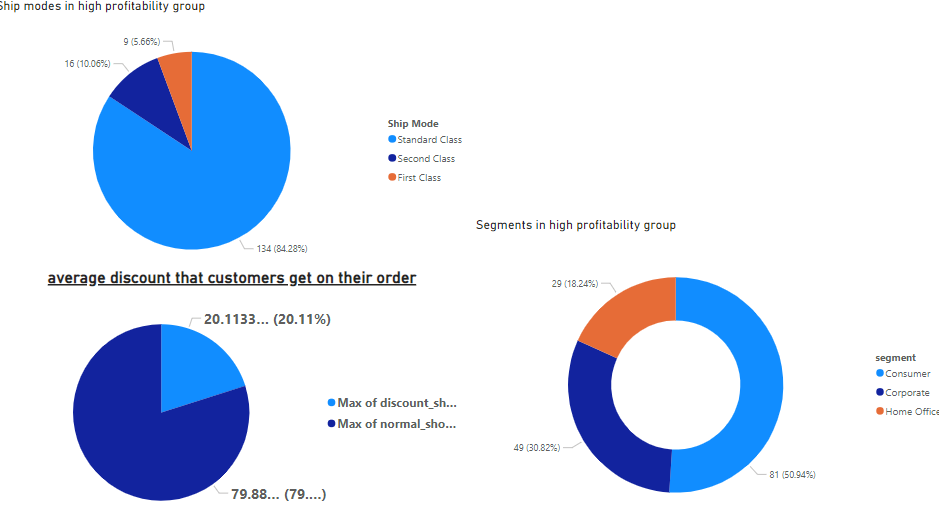 Ship modes in high profitability group
9 (5.66%)
16 (10.06%)
134 (84.28%)
Ship Mode
Standard Class
Second Class
First Class
average discount that customers get on their order
20.1133... (20.11%)
79.88... (79....)
Max of discount_sh...
Max of normal_sho...
Segments in high profitability group
29 (18.24%)
49 (30.82%)
81 (50.94%)
segment
Consumer
Corporate
Home Office